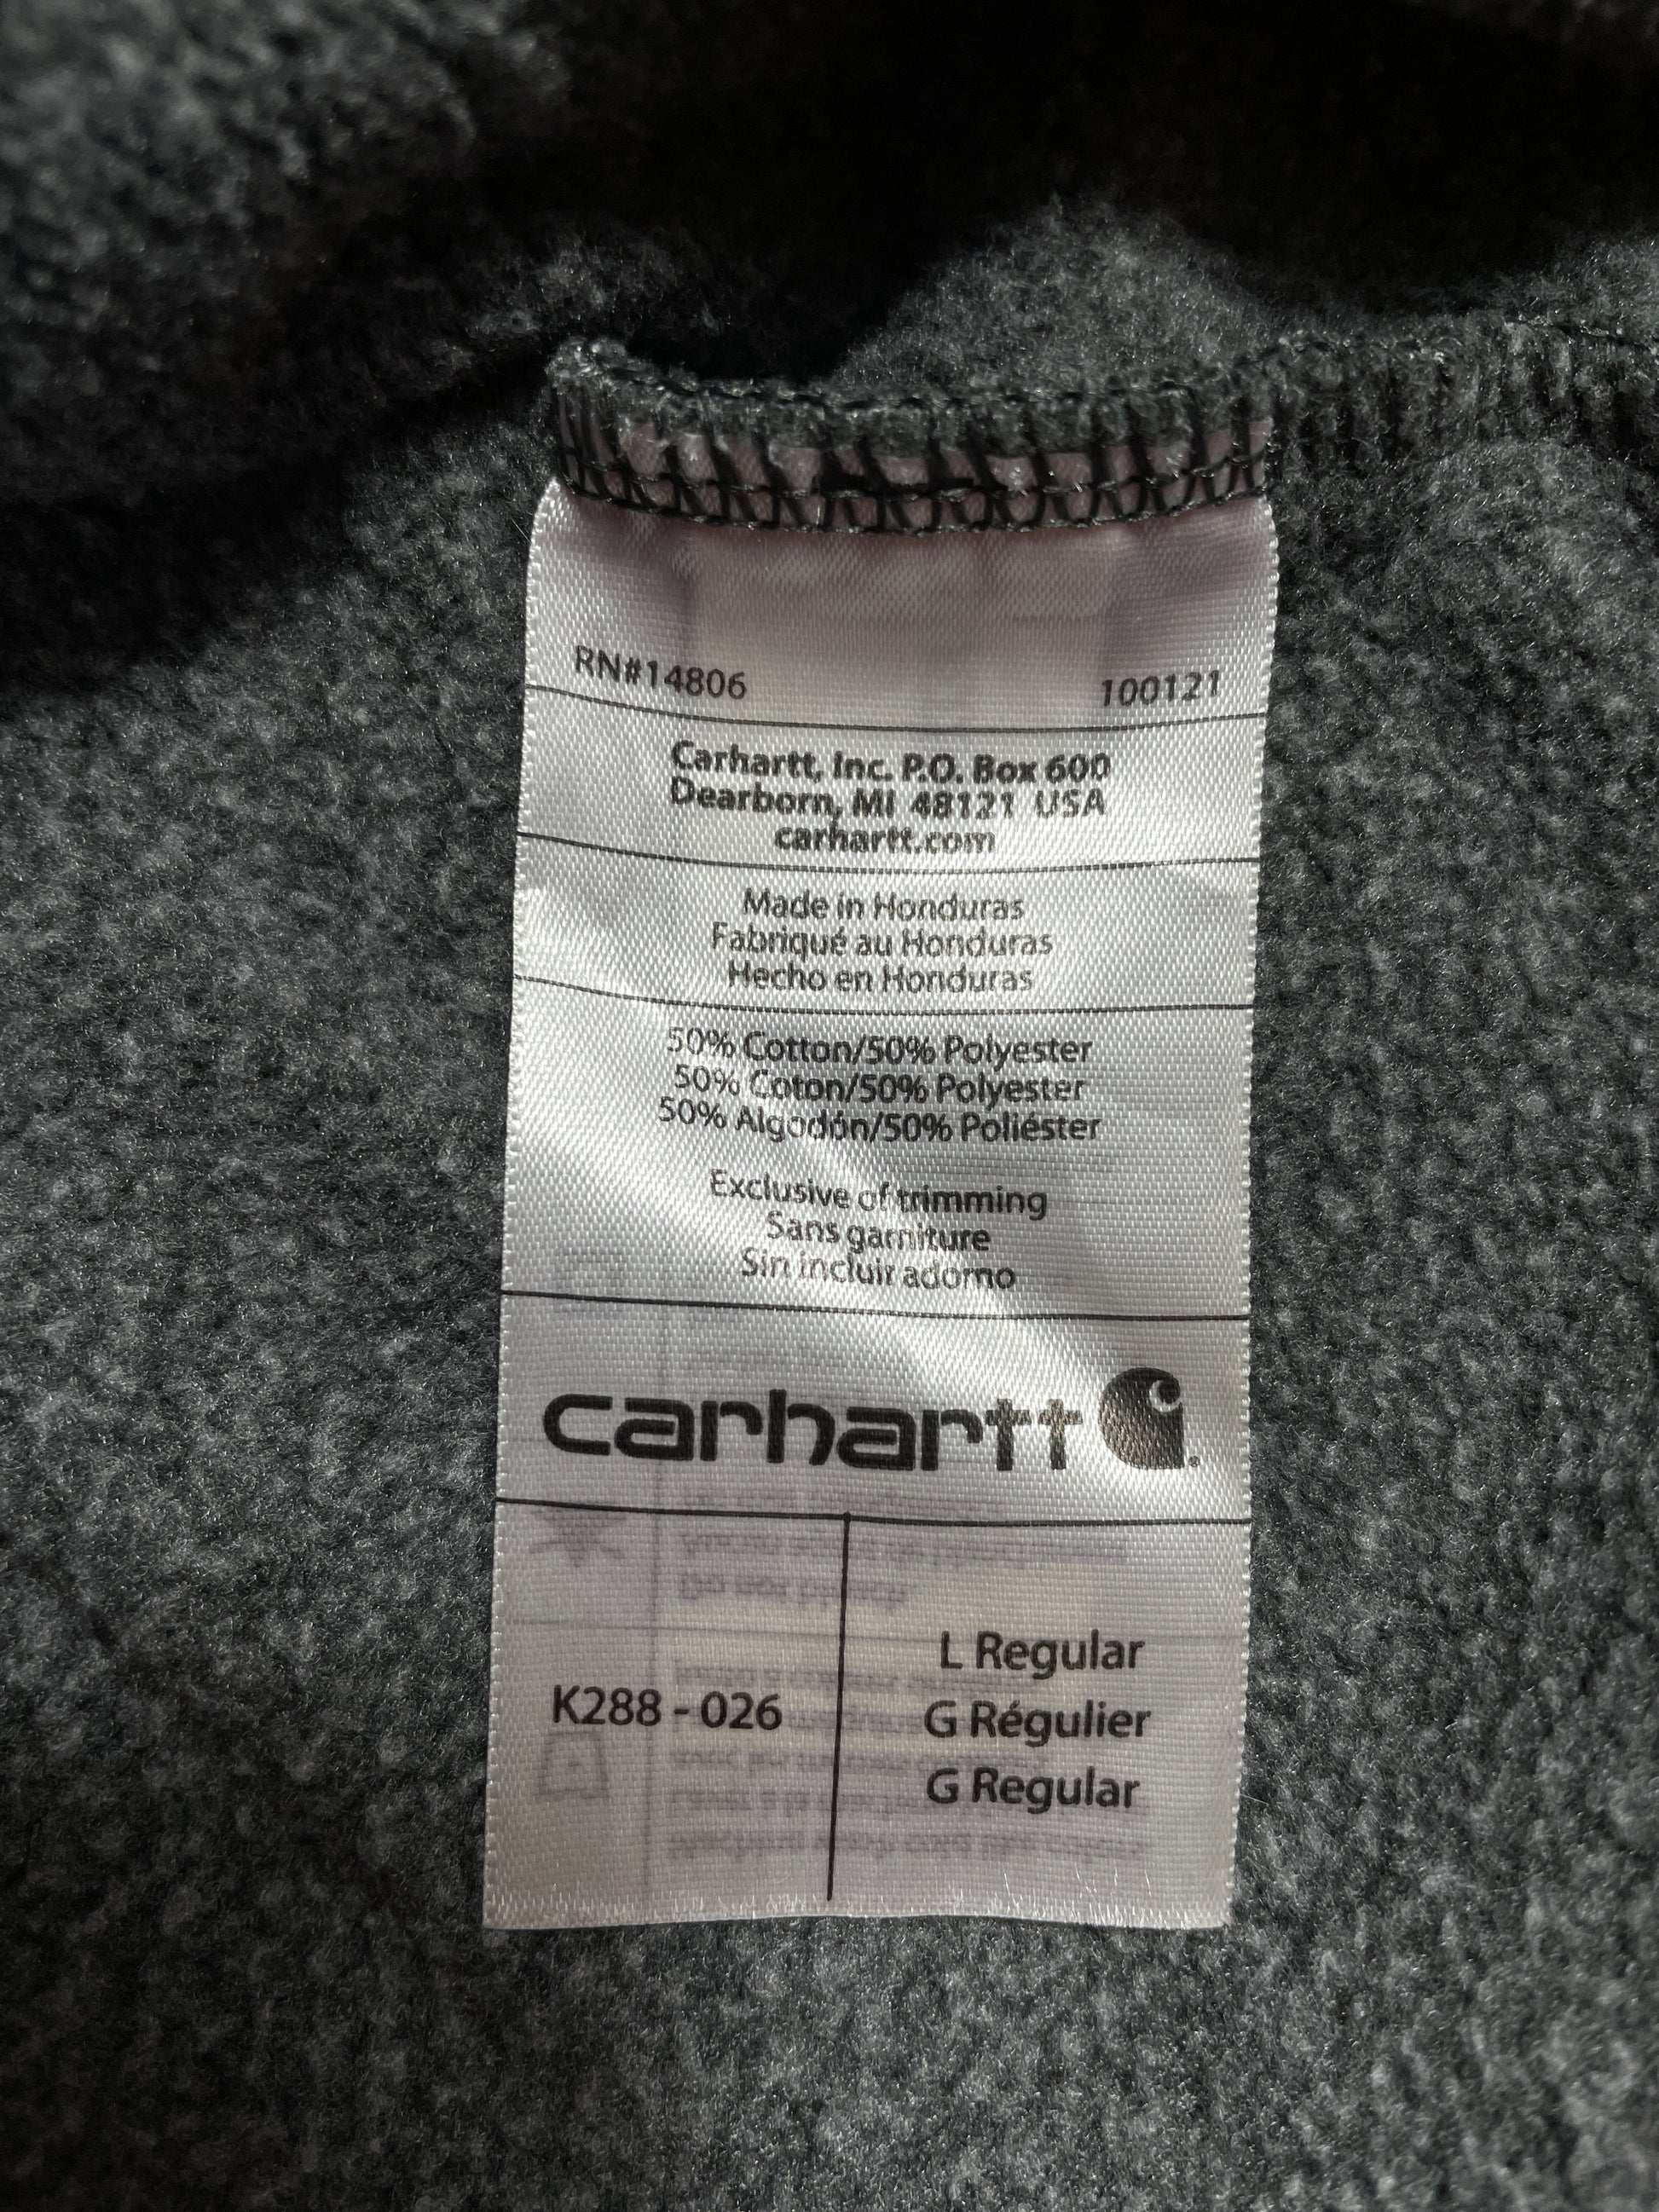 RN#14806 100121
Carhartt, Inc. P.O. Box 600
Dearborn, MI 48121 USA
carhartt.com
Made in Honduras
Fabriqué au Honduras
Hecho en Honduras
50% Cotton/50% Polyester
50% Coton/50% Polyester
50% Algodón/50% Poliéster
Exclusive of trimming
Sans garniture
Sin incluir adorno
carhartt
K288 - 026
L Regular
G Régulier
G Regular